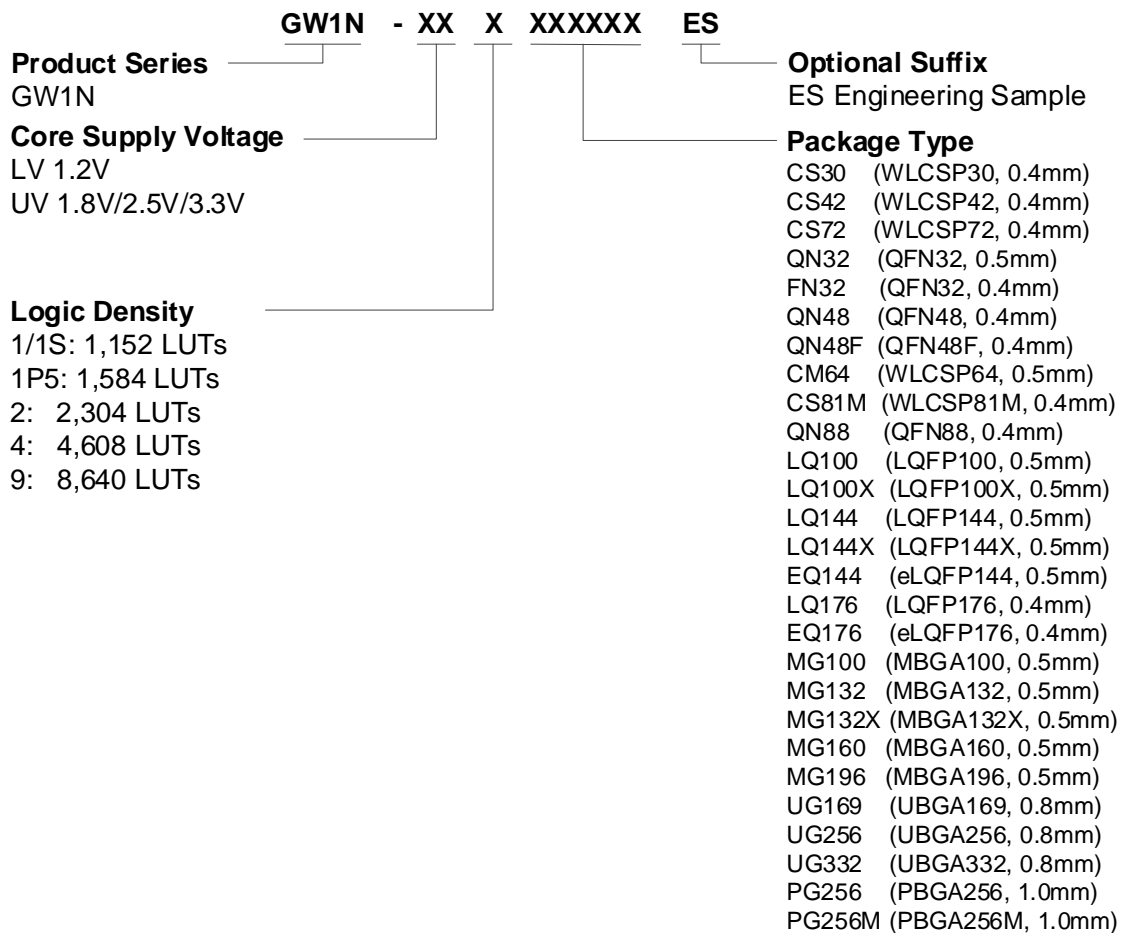 GW1N - XX X XXXXXX ES
Product Series
GW1N
Core Supply Voltage
LV 1.2V
UV 1.8V/2.5V/3.3V
Logic Density
1/1S: 1,152 LUTs
1P5: 1,584 LUTs
2: 2,304 LUTs
4: 4,608 LUTs
9: 8,640 LUTs
Optional Suffix
ES Engineering Sample
Package Type
CS30 (WLCSP30, 0.4mm)
CS42 (WLCSP42, 0.4mm)
CS72 (WLCSP72, 0.4mm)
QN32 (QFN32, 0.5mm)
FN32 (QFN32, 0.4mm)
QN48 (QFN48, 0.4mm)
QN48F (QFN48F, 0.4mm)
CM64 (WLCSP64, 0.5mm)
CS81M (WLCSP81M, 0.4mm)
QN88 (QFN88, 0.4mm)
LQ100 (LQFP100, 0.5mm)
LQ100X (LQFP100X, 0.5mm)
LQ144 (LQFP144, 0.5mm)
LQ144X (LQFP144X, 0.5mm)
EQ144 (eLQFP144, 0.5mm)
LQ176 (LQFP176, 0.4mm)
EQ176 (eLQFP176, 0.4mm)
MG100 (MBGA100, 0.5mm)
MG132 (MBGA132, 0.5mm)
MG132X (MBGA132X, 0.5mm)
MG160 (MBGA160, 0.5mm)
MG196 (MBGA196, 0.5mm)
UG169 (UBGA169, 0.8mm)
UG256 (UBGA256, 0.8mm)
UG332 (UBGA332, 0.8mm)
PG256 (PBGA256, 1.0mm)
PG256M (PBGA256M, 1.0mm)